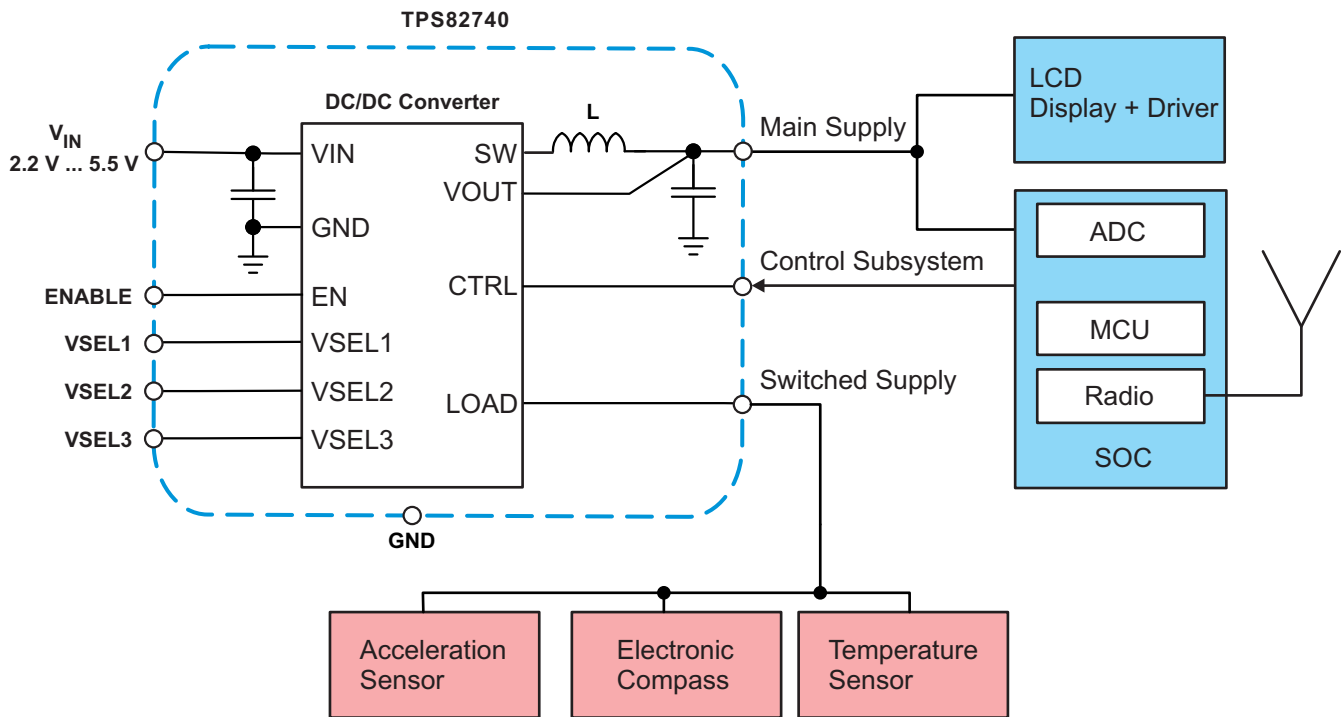 TPS82740
DC/DC Converter
L
V_IN
2.2 V ... 5.5 V
VIN
GND
EN
VSEL1
VSEL2
VSEL3
SW
VOUT
CTRL
LOAD
ENABLE
VSEL1
VSEL2
VSEL3
GND
Main Supply
Control Subsystem
Switched Supply
LCD
Display + Driver
ADC
MCU
Radio
SOC
Acceleration
Sensor
Electronic
Compass
Temperature
Sensor